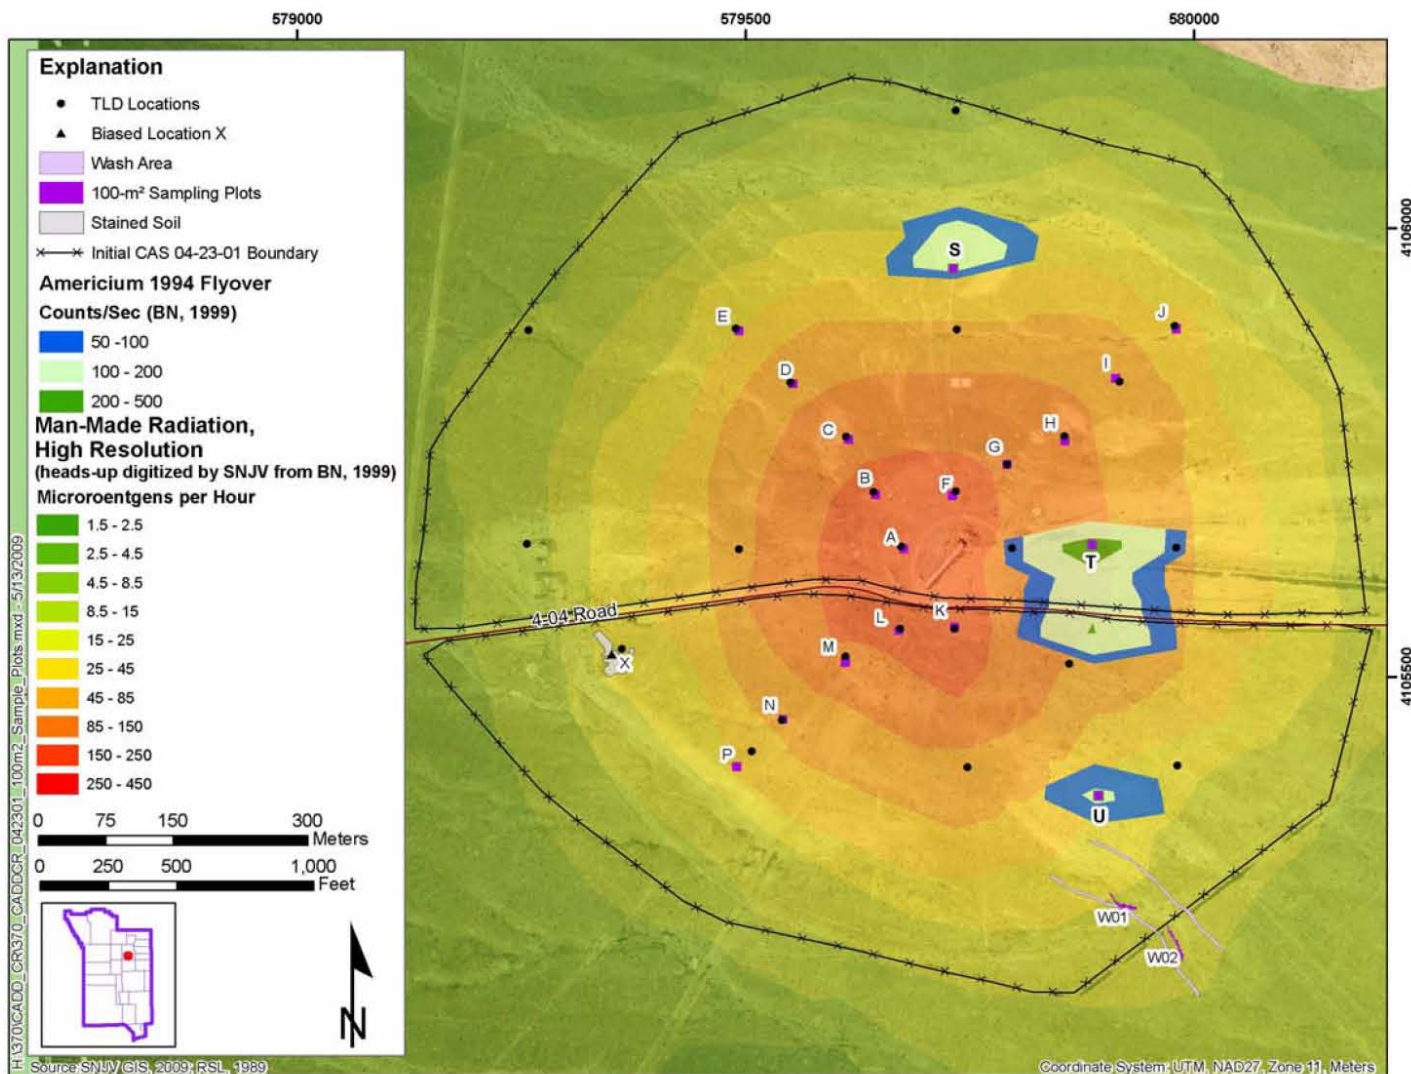 579000
579500
580000
Explanation
TLD Locations
Biased Location X
Wash Area
100-m² Sampling Plots
Stained Soil
Initial CAS 04-23-01 Boundary
Americium 1994 Flyover
Counts/Sec (BN, 1999)
50 -100
100 - 200
200 - 500
Man-Made Radiation,
High Resolution
(heads-up digitized by SNJV from BN, 1999)
Microroentgens per Hour
1.5 - 2.5
2.5 - 4.5
4.5 - 8.5
8.5 - 15
15 - 25
25 - 45
45 - 85
85 - 150
150 - 250
250 - 450
0 75 150 300
Meters
0 250 500 1,000
Feet
N
H:\370\CADD_CR\370_CADDCR_042301_100m2_Sample_Plots.mxd - 5/13/2009
Source:SNJV GIS, 2009; RSL, 1989
Coordinate System: UTM, NAD27, Zone 11, Meters
4106000
4105500
S
E
J
D
I
C
H
G
B
F
A
T
4-04 Road
L
K
M
X
N
P
U
W01
W02